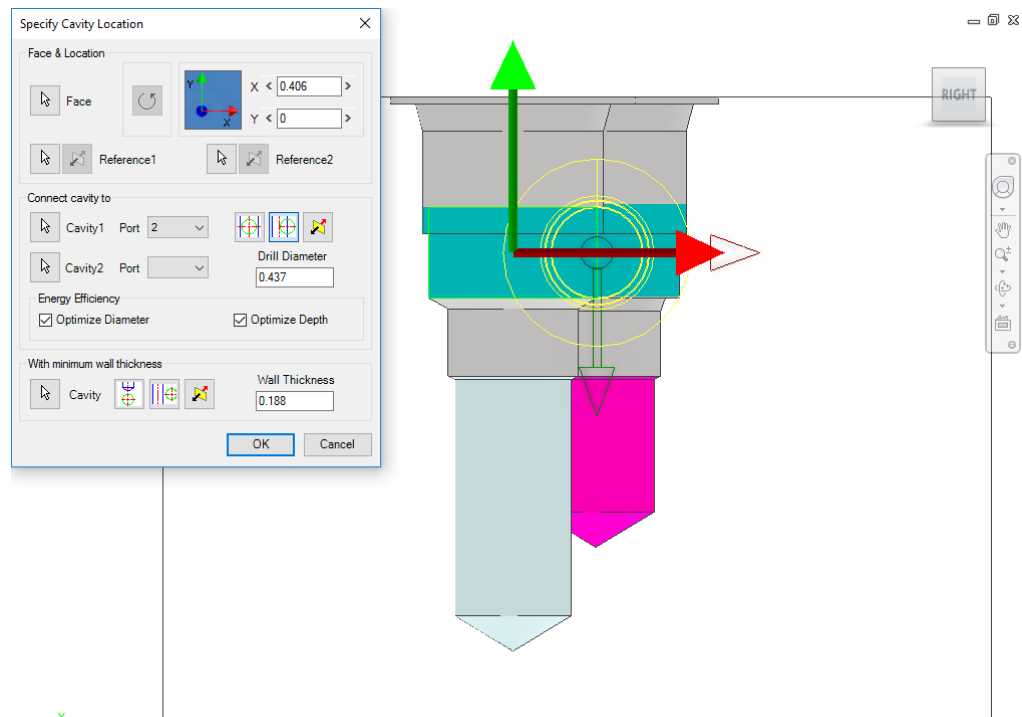 Specify Cavity Location
Face & Location
Face
Y
X
X < 0.406 >
Y < 0 >
Reference1
Reference2
Connect cavity to
Cavity1 Port 2
Cavity2 Port
Drill Diameter
0.437
Energy Efficiency
Optimize Diameter
Optimize Depth
With minimum wall thickness
Cavity
Wall Thickness
0.188
OK
Cancel
RIGHT